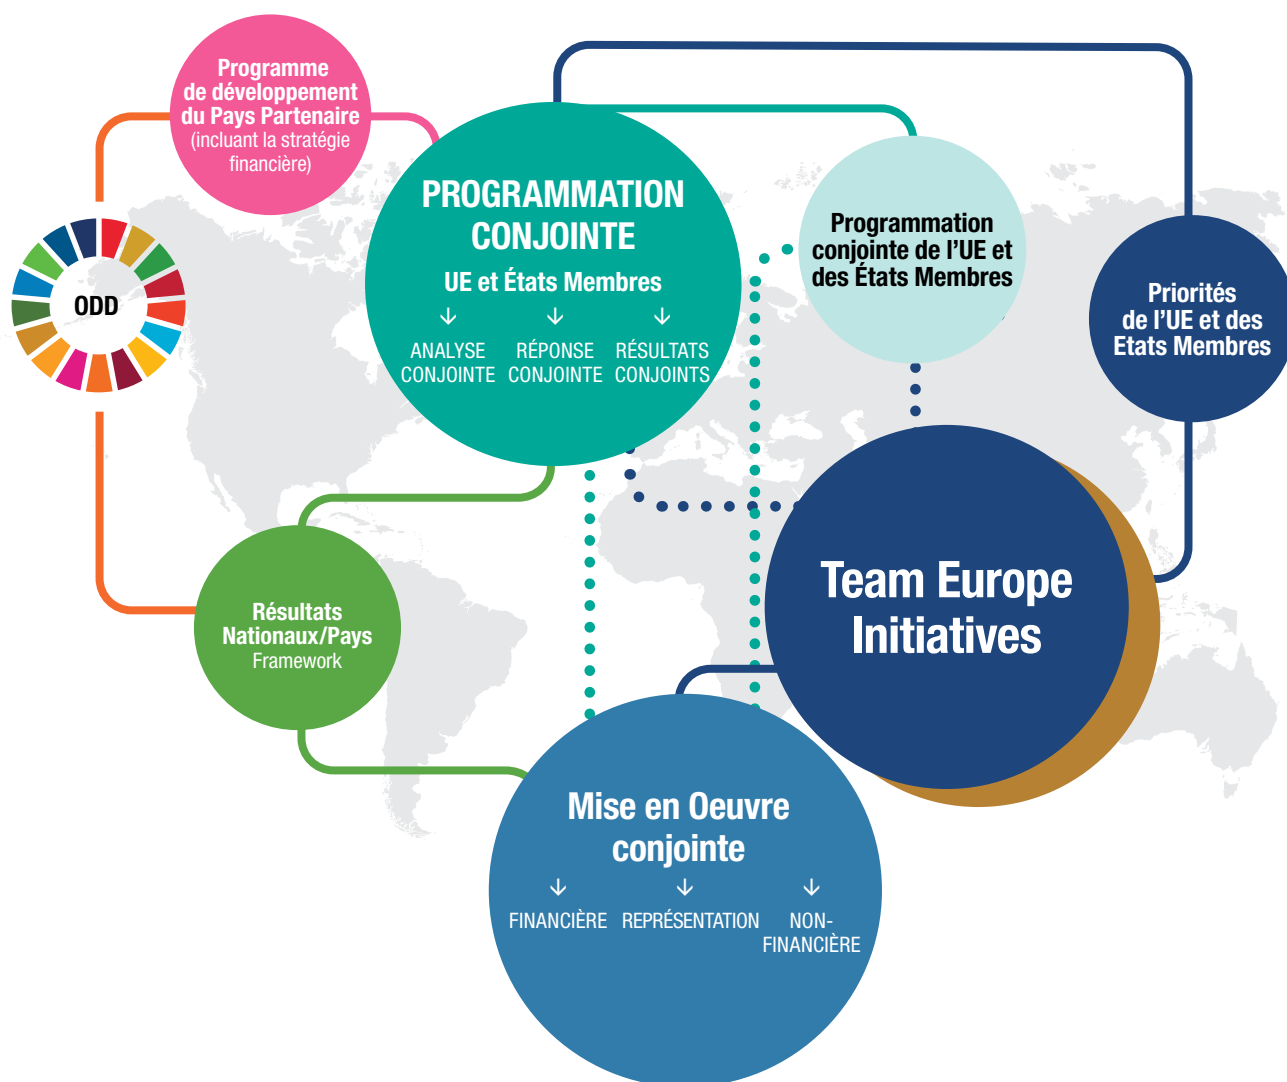 Programme
de développement
du Pays Partenaire
(incluant la stratégie
financière)
ODD
PROGRAMMATION
CONJOINTE
UE et États Membres
ANALYSE
CONJOINTE
RÉPONSE
CONJOINTE
RÉSULTATS
CONJOINTS
Programmation
conjointe de l'UE et
des États Membres
Priorités
de l'UE et des
Etats Membres
Team Europe
Initiatives
Résultats
Nationaux/Pays
Framework
Mise en Oeuvre
conjointe
FINANCIÈRE
REPRÉSENTATION
NON-
FINANCIÈRE